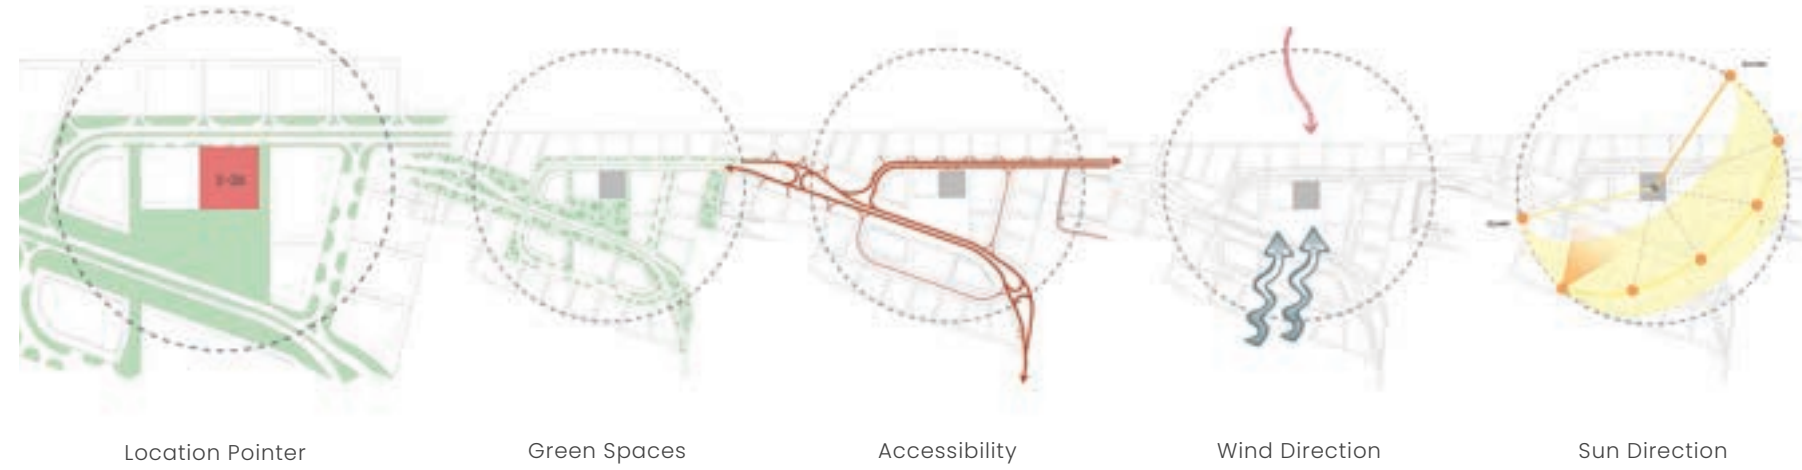 Location Pointer
Green Spaces
Accessibility
Wind Direction
Sun Direction